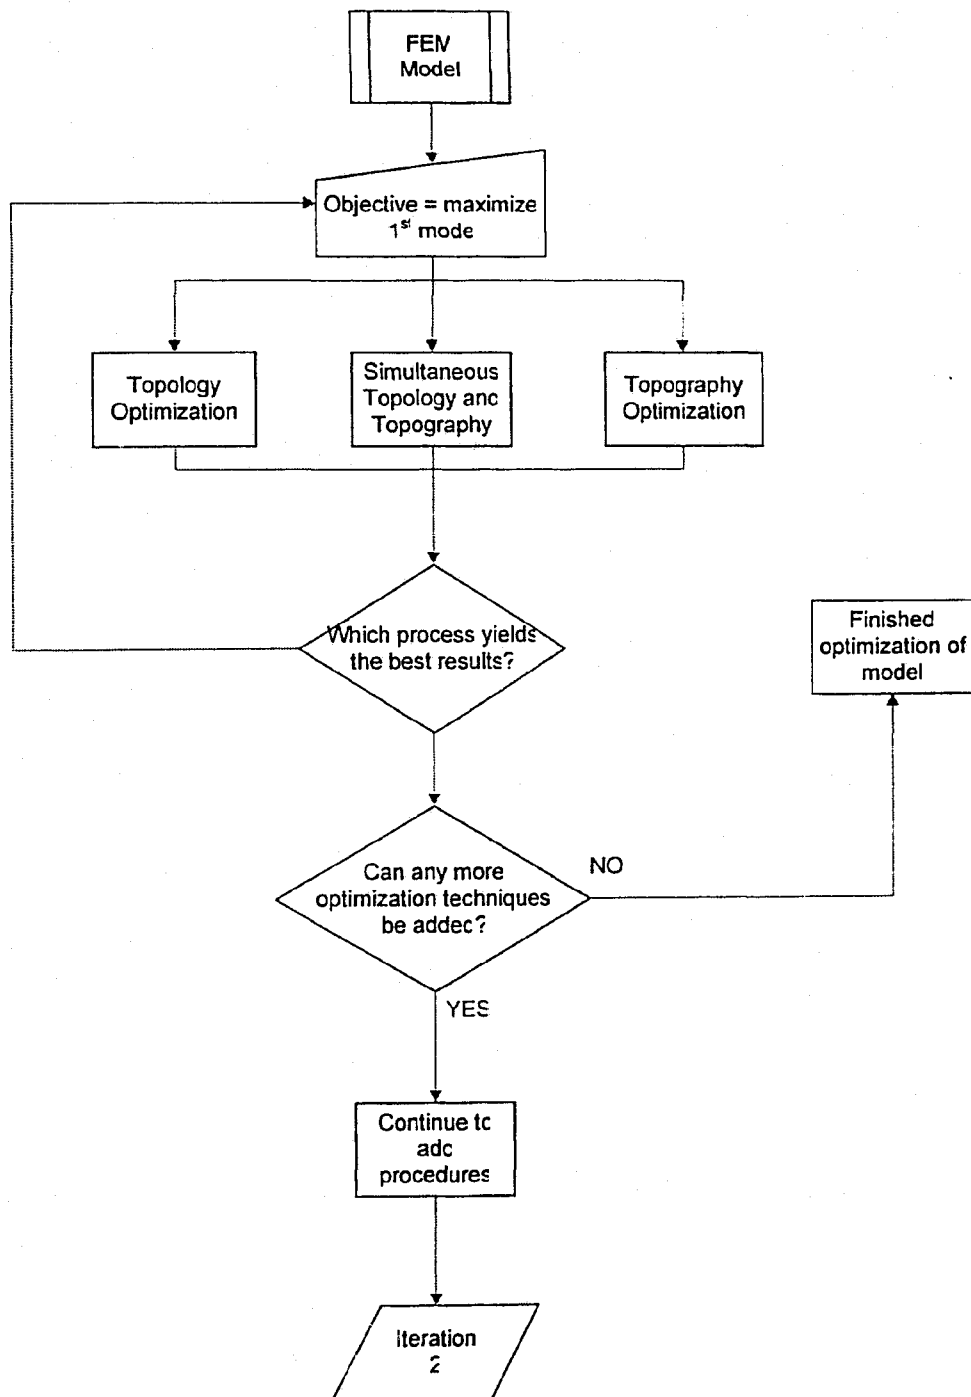 FEM
Model
Objective = maximize
1st mode
Topology
Optimization
Simultaneous
Topology and
Topography
Topography
Optimization
Which process yields
the best results?
Finished
optimization of
model
Can any more
optimization techniques
be added?
NO
YES
Continue to
add
procedures
Iteration
2